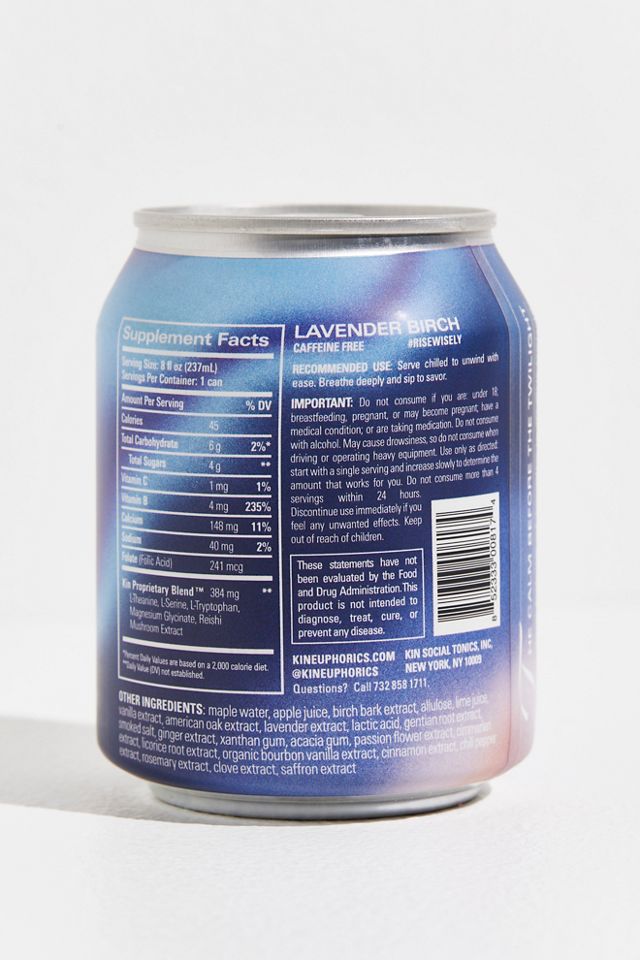 Supplement Facts
Serving Size: 8 fl oz (237mL)
Servings Per Container: 1 can
Amount Per Serving % DV
Calories 45
Total Carbohydrate 6 g 2%*
Total Sugars 4 g **
Vitamin C 1 mg 1%
Vitamin B 4 mg 235%
Calcium 148 mg 11%
Sodium 40 mg 2%
Folate (Folic Acid) 241 mcg
Kin Proprietary Blend™ 384 mg **
L-Theanine, L-Serine, L-Tryptophan,
Magnesium Glycinate, Reishi
Mushroom Extract
*Percent Daily Values are based on a 2,000 calorie diet.
**Daily Value (DV) not established.
LAVENDER BIRCH
CAFFEINE FREE #RISEWISELY
RECOMMENDED USE: Serve chilled to unwind with
ease. Breathe deeply and sip to savor.
IMPORTANT: Do not consume if you are under 18,
breastfeeding, pregnant, or may become pregnant; have a
medical condition; or are taking medication. Do not consume
with alcohol. May cause drowsiness, so do not consume when
driving or operating heavy equipment. Use only as directed:
start with a single serving and increase slowly to determine the
amount that works for you. Do not consume more than 4
servings within 24 hours.
Discontinue use immediately if you
feel any unwanted effects. Keep
out of reach of children.
These statements have not
been evaluated by the Food
and Drug Administration. This
product is not intended to
diagnose, treat, cure, or
prevent any disease.
8 52333 00817 4
KINEUPHORICS.COM
@KINEUPHORICS
Questions? Call 732 858 1711.
KIN SOCIAL TONICS, INC,
NEW YORK, NY 10009
OTHER INGREDIENTS: maple water, apple juice, birch bark extract, allulose, lime juice,
vanilla extract, american oak extract, lavender extract, lactic acid, gentian root extract,
smoked salt, ginger extract, xanthan gum, acacia gum, passion flower extract,
extract, licorice root extract, organic bourbon vanilla extract, cinnamon extract, chili pepper
extract, rosemary extract, clove extract, saffron extract
THE CALM BEFORE THE TWILIGHT